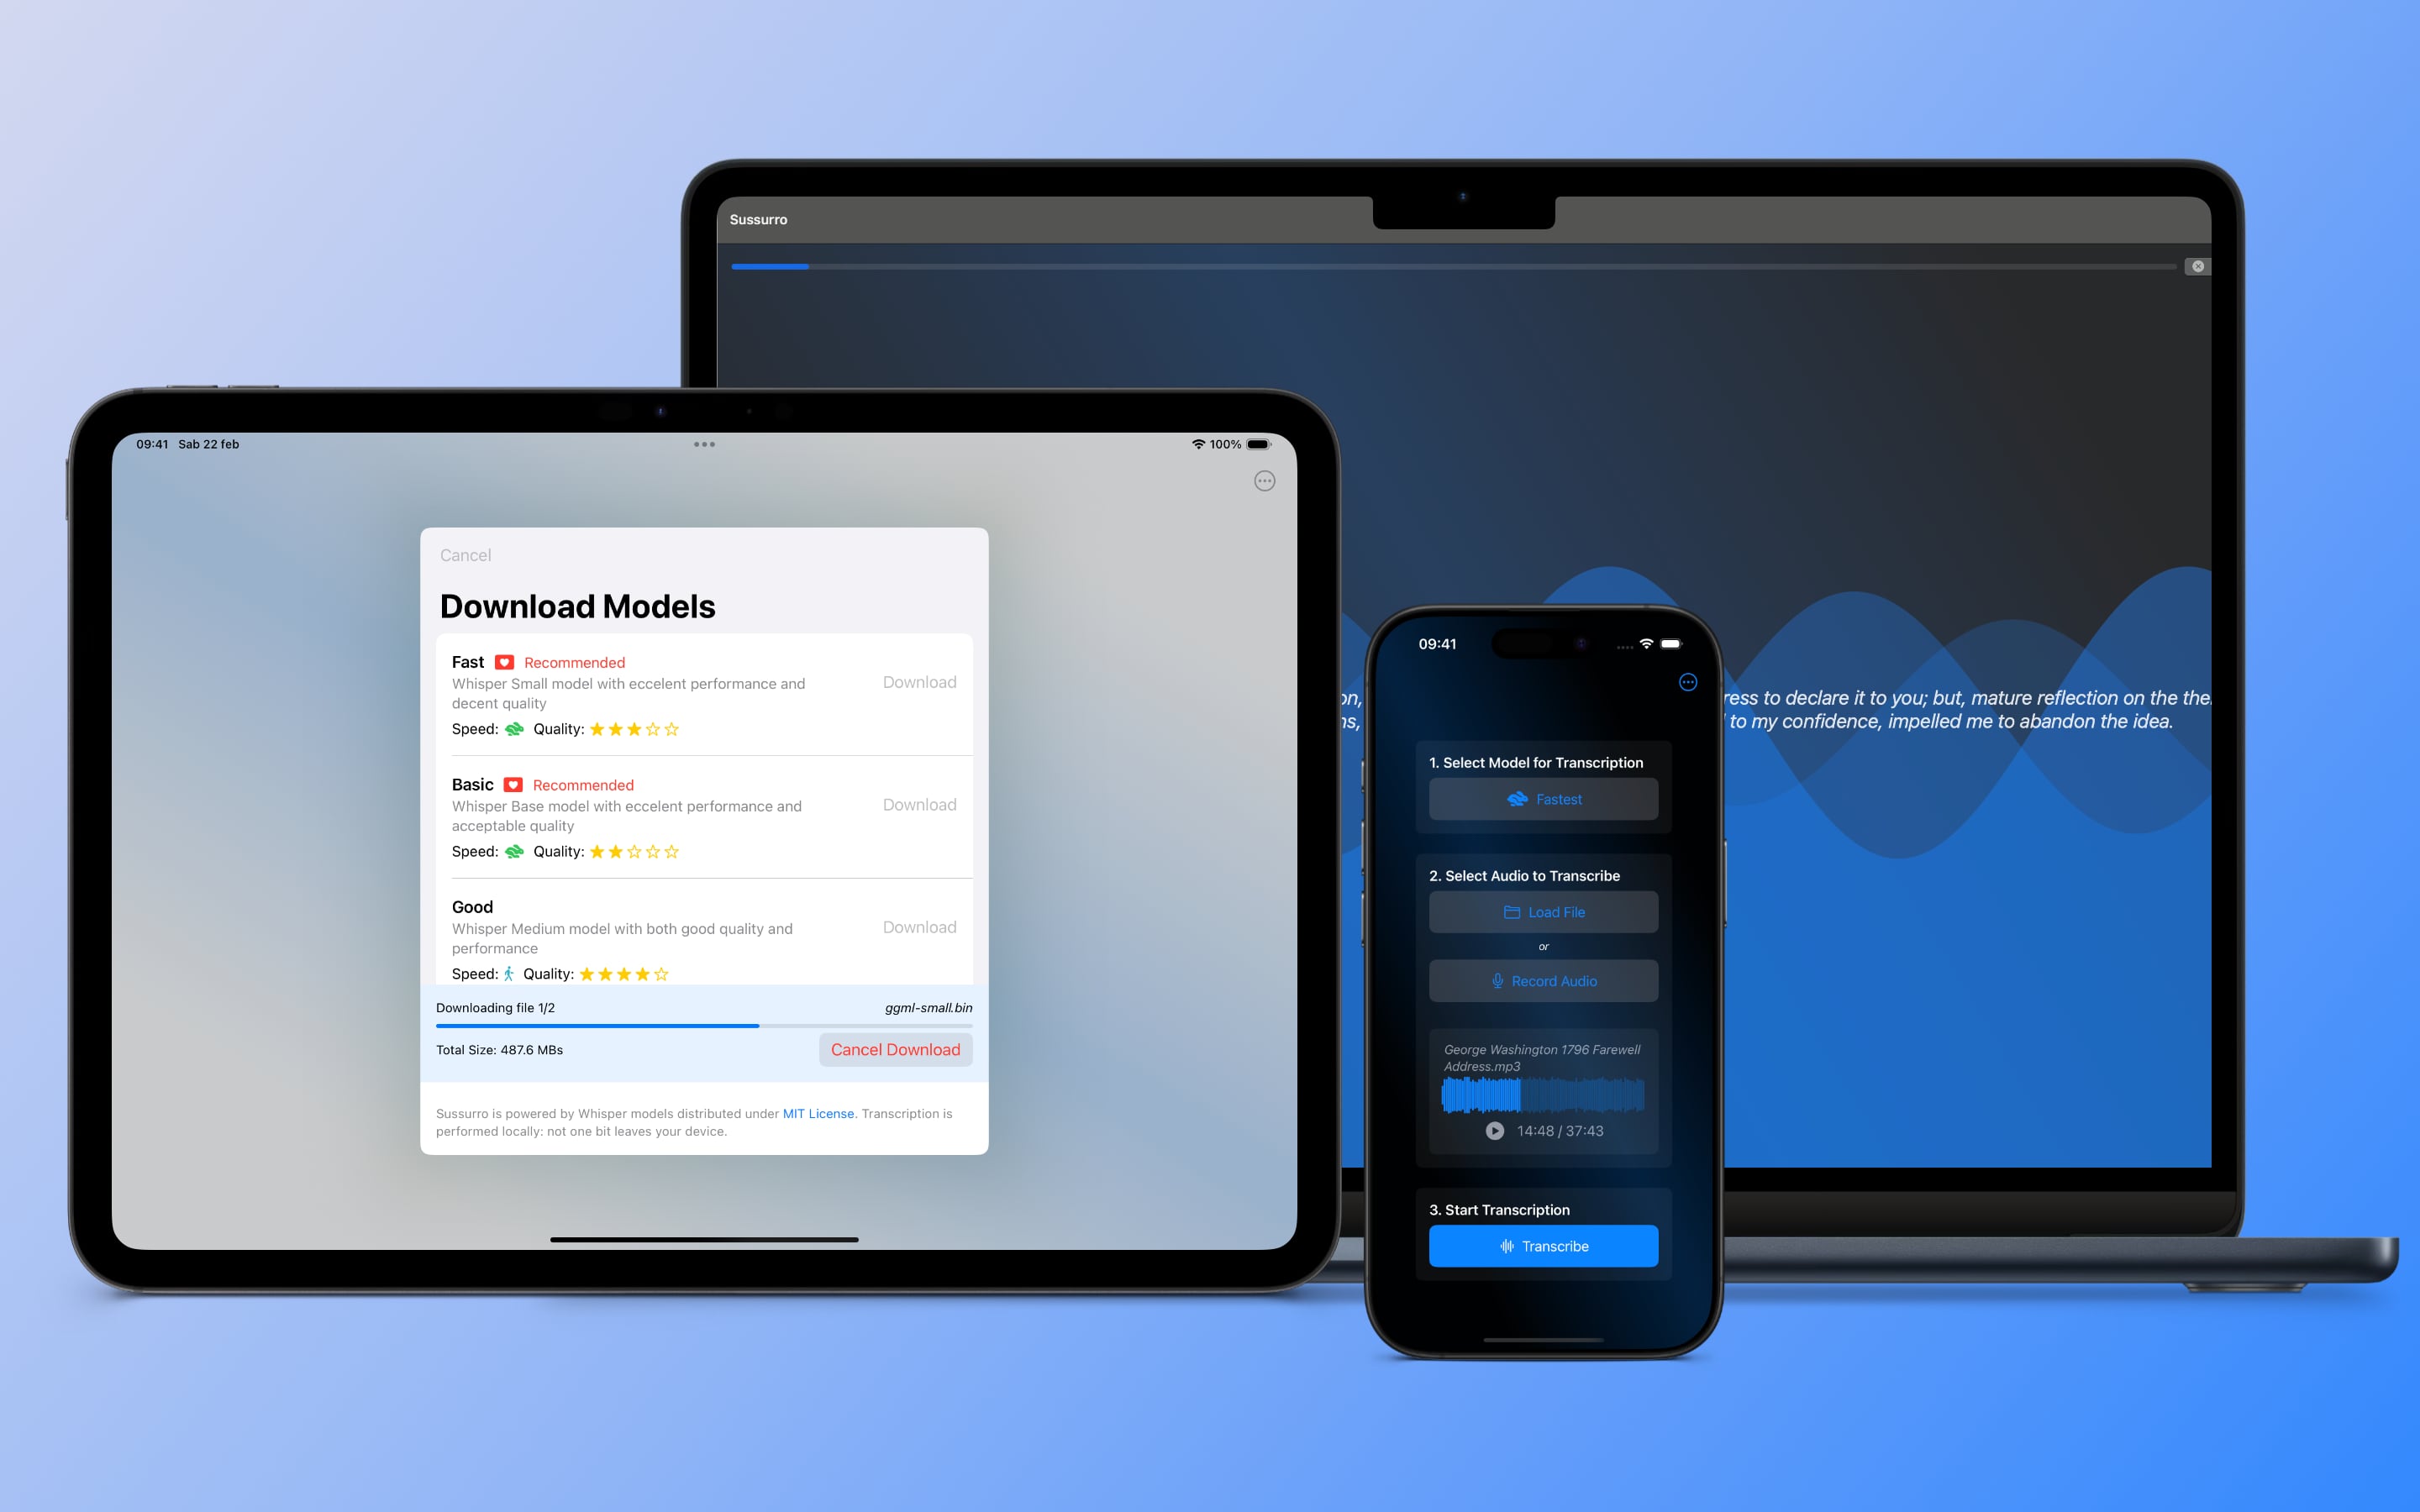 Sussurro
09:41 Sab 22 feb
100%
Cancel
Download Models
Fast Recommended
Whisper Small model with eccelent performance and
decent quality
Download
Speed: Quality:
Basic Recommended
Whisper Base model with eccelent performance and
acceptable quality
Download
Speed: Quality:
Good
Whisper Medium model with both good quality and
performance
Download
Speed: Quality:
Downloading file 1/2
ggml-small.bin
Total Size: 487.6 MBs
Cancel Download
Sussurro is powered by Whisper models distributed under MIT License. Transcription is
performed locally: not one bit leaves your device.
09:41
1. Select Model for Transcription
Fastest
2. Select Audio to Transcribe
Load File
or
Record Audio
George Washington 1796 Farewell
Address.mp3
14:48 / 37:43
3. Start Transcription
Transcribe
to declare it to you; but, mature reflection on the
to my confidence, impelled me to abandon the idea.